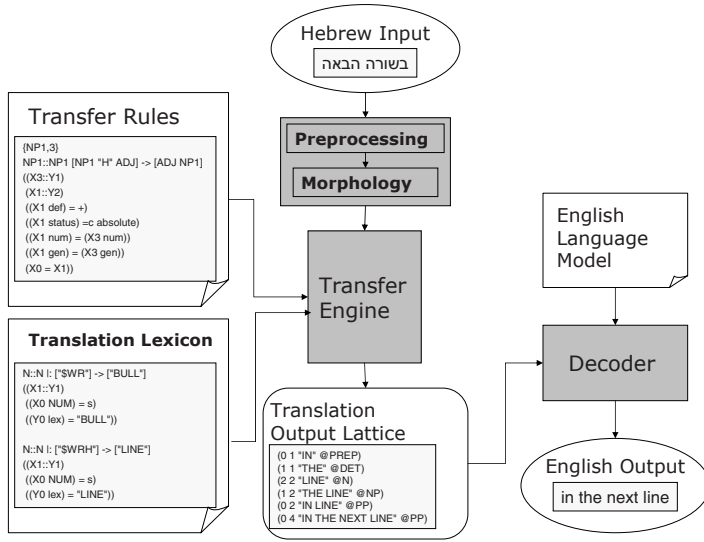 Hebrew Input
בשורה הבאה
Transfer Rules
{NP1,3}
NP1::NP1 [NP1 "H" ADJ] -> [ADJ NP1]
((X3::Y1)
(X1::Y2)
((X1 def) = +)
((X1 status) =c absolute)
((X1 num) = (X3 num))
((X1 gen) = (X3 gen))
(X0 = X1))
Preprocessing
Morphology
Transfer
Engine
English
Language
Model
Translation Lexicon
N::N |: ["$WR"] -> ["BULL"]
((X1::Y1)
((X0 NUM) = s)
((Y0 lex) = "BULL"))
N::N |: ["$WRH"] -> ["LINE"]
((X1::Y1)
((X0 NUM) = s)
((Y0 lex) = "LINE"))
Decoder
Translation
Output Lattice
(0 1 "IN" @PREP)
(1 1 "THE" @DET)
(2 2 "LINE" @N)
(1 2 "THE LINE" @NP)
(0 2 "IN LINE" @PP)
(0 4 "IN THE NEXT LINE" @PP)
English Output
in the next line